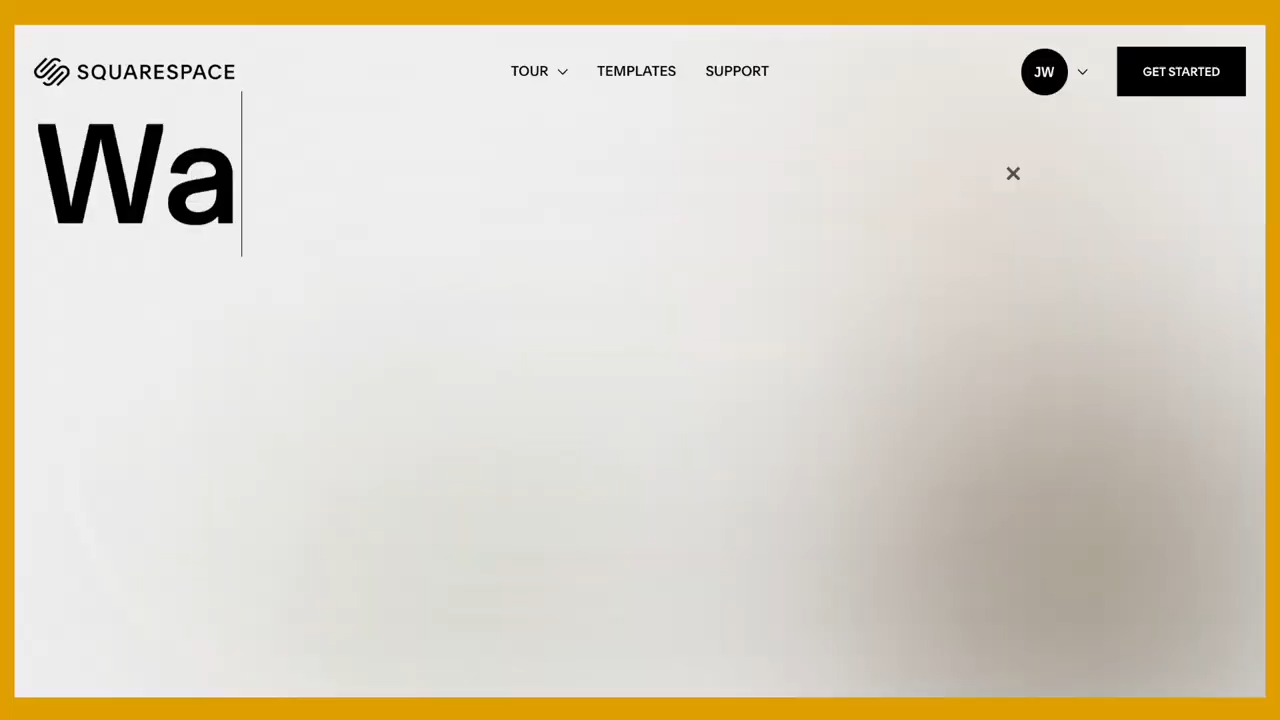 SQUARESPACE
TOUR
TEMPLATES
SUPPORT
JW
GET STARTED
Wa